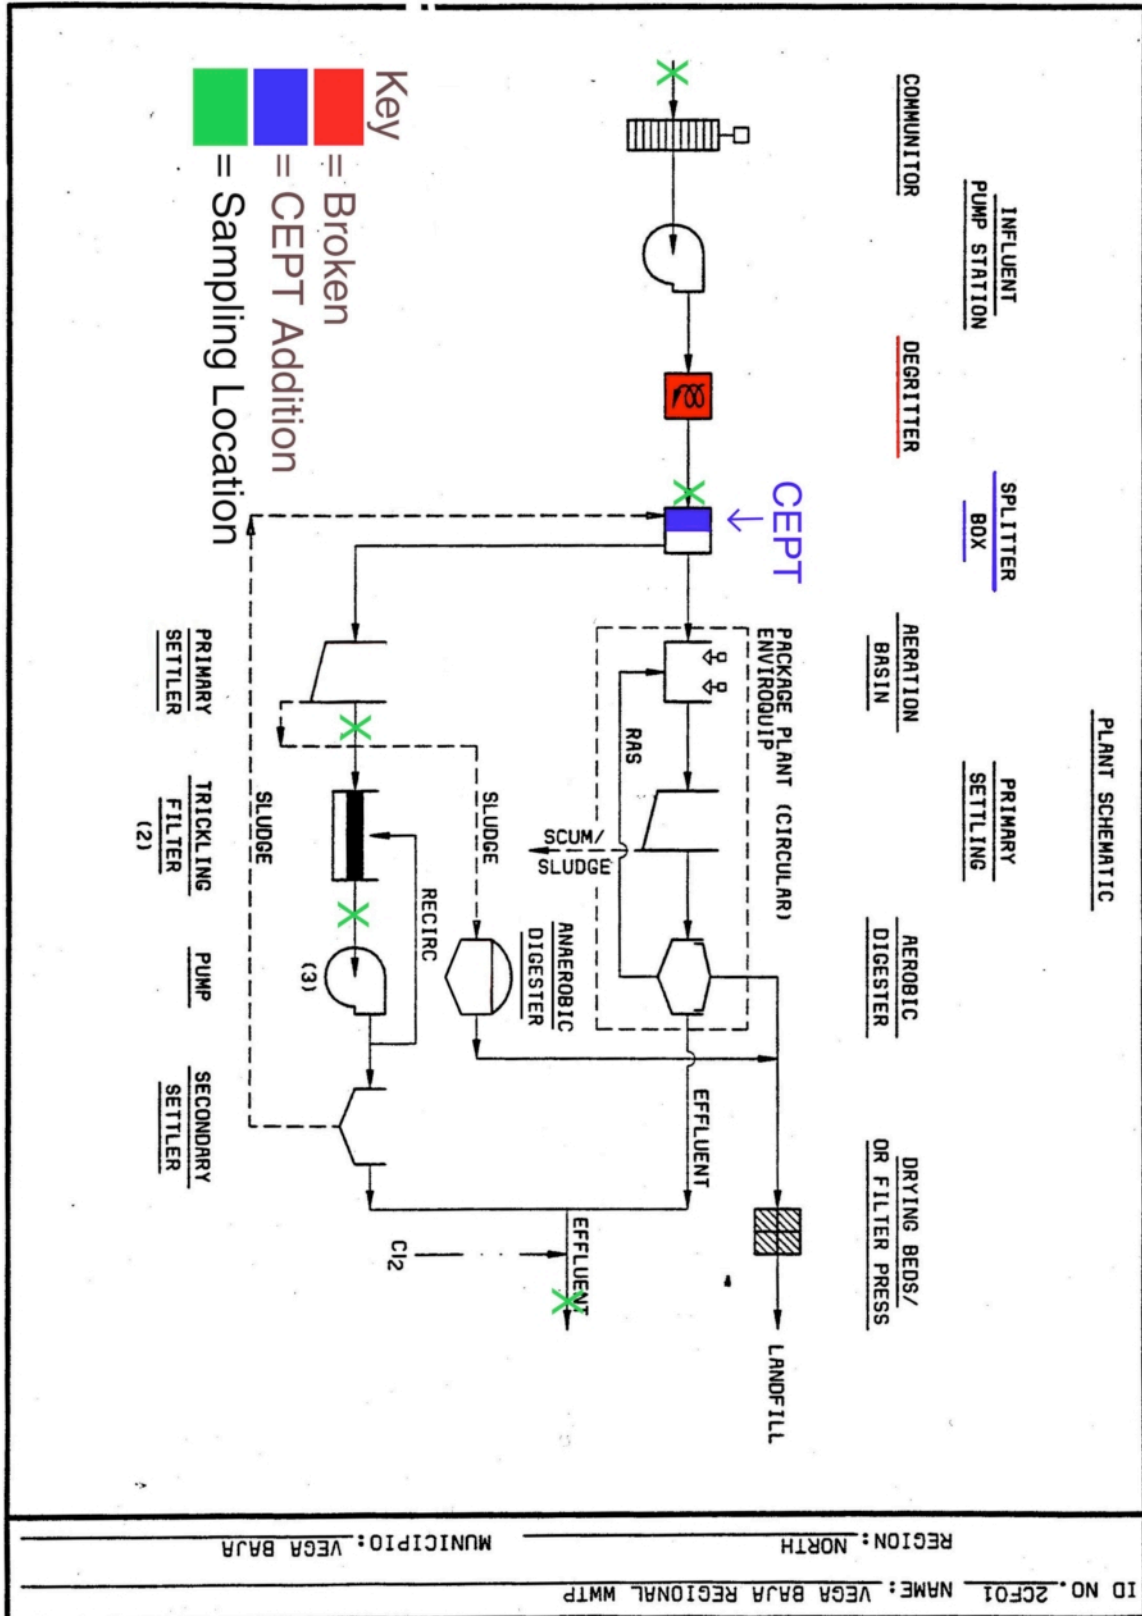 PLANT SCHEMATIC
INFLUENT
PUMP STATION
SPLITTER
BOX
PRIMARY
SETTLING
COMMUNITOR
DEGRITTER
AERATION
BASIN
AEROBIC
DIGESTER
DRYING BEDS/
OR FILTER PRESS
CEPT
PACKAGE PLANT (CIRCULAR)
ENVIROQUIP
LANDFILL
RAS
EFFLUENT
SCUM/
SLUDGE
ANAEROBIC
DIGESTER
EFFLUENT
SLUDGE
RECIRC
Cl2
Key
= Broken
= CEPT Addition
= Sampling Location
(3)
SLUDGE
PRIMARY
SETTLER
TRICKLING
FILTER
(2)
PUMP
SECONDARY
SETTLER
REGION: NORTH
MUNICIPIO: VEGA BAJA
ID NO. 2CF01 NAME: VEGA BAJA REGIONAL WWTP